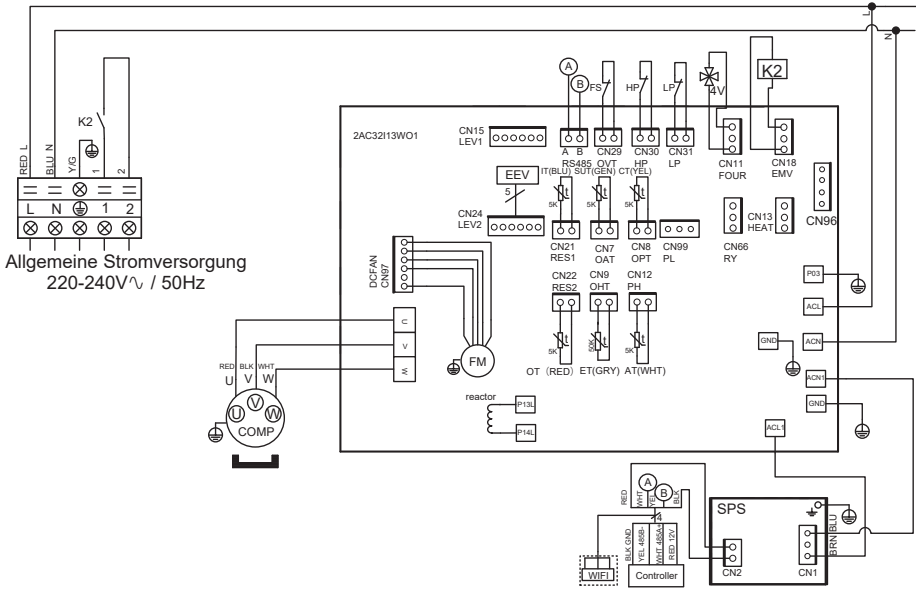 L
N
K2
RED L
BLU N
Y/G
1
2
L N 1 2
Allgemeine Stromversorgung
220-240V∿ / 50Hz
2AC32I13WO1
A
B
FS
HP
LP
4V
K2
CN15
LEV1
A B
RS485
CN29
OVT
CN30
HP
CN31
LP
CN11
FOUR
CN18
EMV
CN96
EEV
5
CN24
LEV2
IT(BLU) SUT(GEN) CT(YEL)
5K t
5K t
5K t
CN21
RES1
CN7
OAT
CN8
OPT
CN99
PL
CN66
RY
CN13
HEAT
DCFAN
CN97
FM
CN22
RES2
CN9
OHT
CN12
PH
5K t
50K t
5K t
OT (RED) ET(GRY) AT(WHT)
P03
ACL
ACN
GND
ACN1
GND
ACL1
U
V
W
RED BLK WHT
U V W
U V W
COMP
reactor
P13L
P14L
RED
WHT
YEL
BLK
A
B
4
BLK GND
YEL 485B-
WHT 485A+
RED 12V
WIFI
Controller
SPS
CN2
CN1
BRN
BLU